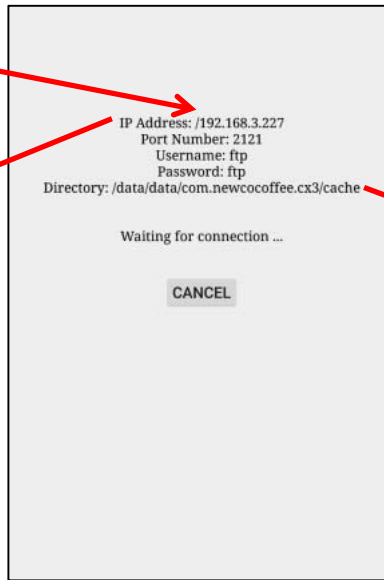 IP Address: /192.168.3.227
Port Number: 2121
Username: ftp
Password: ftp
Directory: /data/data/com.newcocoffee.cx3/cache
Waiting for connection ...
CANCEL